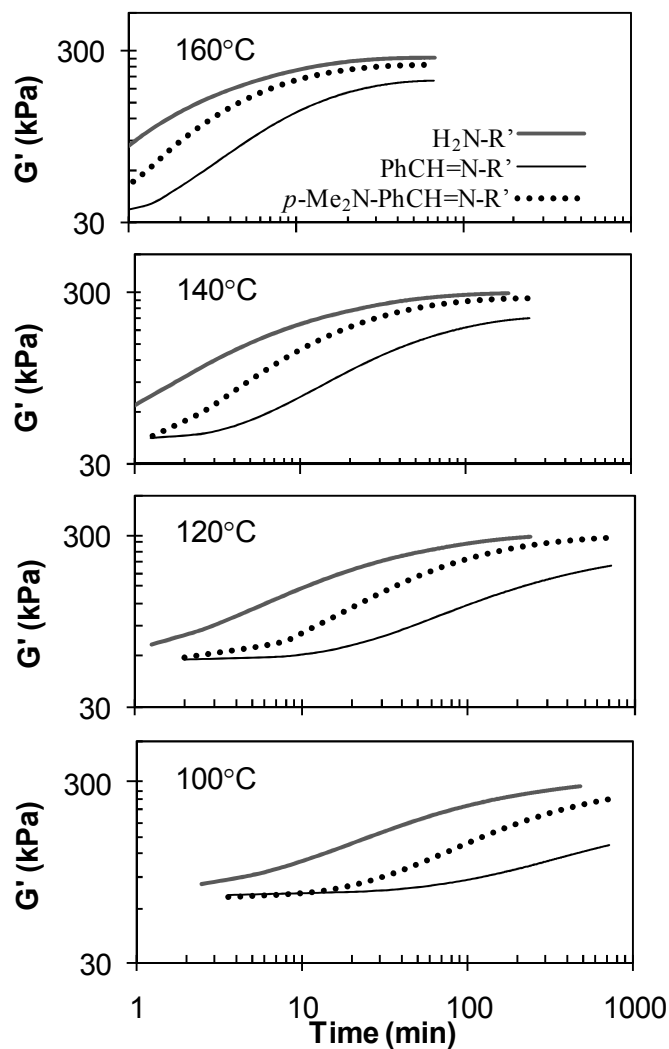 300
160°C
G' (kPa)
H₂N-R’
PhCH=N-R’
p-Me₂N-PhCH=N-R’
30
300
140°C
G' (kPa)
30
300
120°C
G' (kPa)
30
300
100°C
G' (kPa)
30
1 10 100 1000
Time (min)